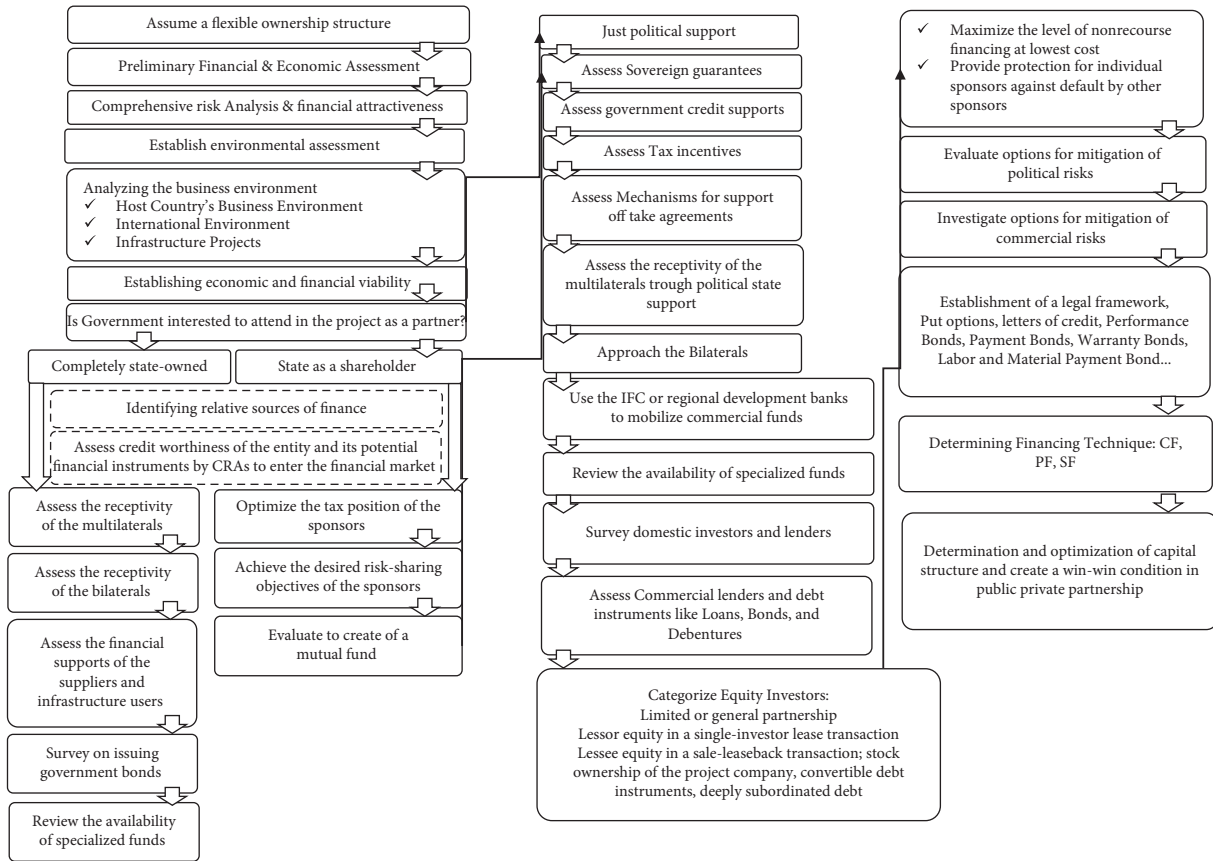 Assume a flexible ownership structure
Preliminary Financial & Economic Assessment
Comprehensive risk Analysis & financial attractiveness
Establish environmental assessment
Analyzing the business environment
✓ Host Country's Business Environment
✓ International Environment
✓ Infrastructure Projects
Establishing economic and financial viability
Is Government interested to attend in the project as a partner?
Completely state-owned
State as a shareholder
Identifying relative sources of finance
Assess credit worthiness of the entity and its potential
financial instruments by CRAs to enter the financial market
Assess the receptivity
of the multilaterals
Assess the receptivity
of the bilaterals
Assess the financial
supports of the
suppliers and
infrastructure users
Survey on issuing
government bonds
Review the availability
of specialized funds
Optimize the tax position of the
sponsors
Achieve the desired risk-sharing
objectives of the sponsors
Evaluate to create of a
mutual fund
Just political support
Assess Sovereign guarantees
Assess government credit supports
Assess Tax incentives
Assess Mechanisms for support
off take agreements
Assess the receptivity of the
multilaterals trough political state
support
Approach the Bilaterals
Use the IFC or regional development banks
to mobilize commercial funds
Review the availability of specialized funds
Survey domestic investors and lenders
Assess Commercial lenders and debt
instruments like Loans, Bonds, and
Debentures
Categorize Equity Investors:
Limited or general partnership
Lessor equity in a single-investor lease transaction
Lessee equity in a sale-leaseback transaction; stock
ownership of the project company, convertible debt
instruments, deeply subordinated debt
✓ Maximize the level of nonrecourse
financing at lowest cost
✓ Provide protection for individual
sponsors against default by other
sponsors
Evaluate options for mitigation of
political risks
Investigate options for mitigation of
commercial risks
Establishment of a legal framework,
Put options, letters of credit, Performance
Bonds, Payment Bonds, Warranty Bonds,
Labor and Material Payment Bond...
Determining Financing Technique: CF,
PF, SF
Determination and optimization of capital
structure and create a win-win condition in
public private partnership